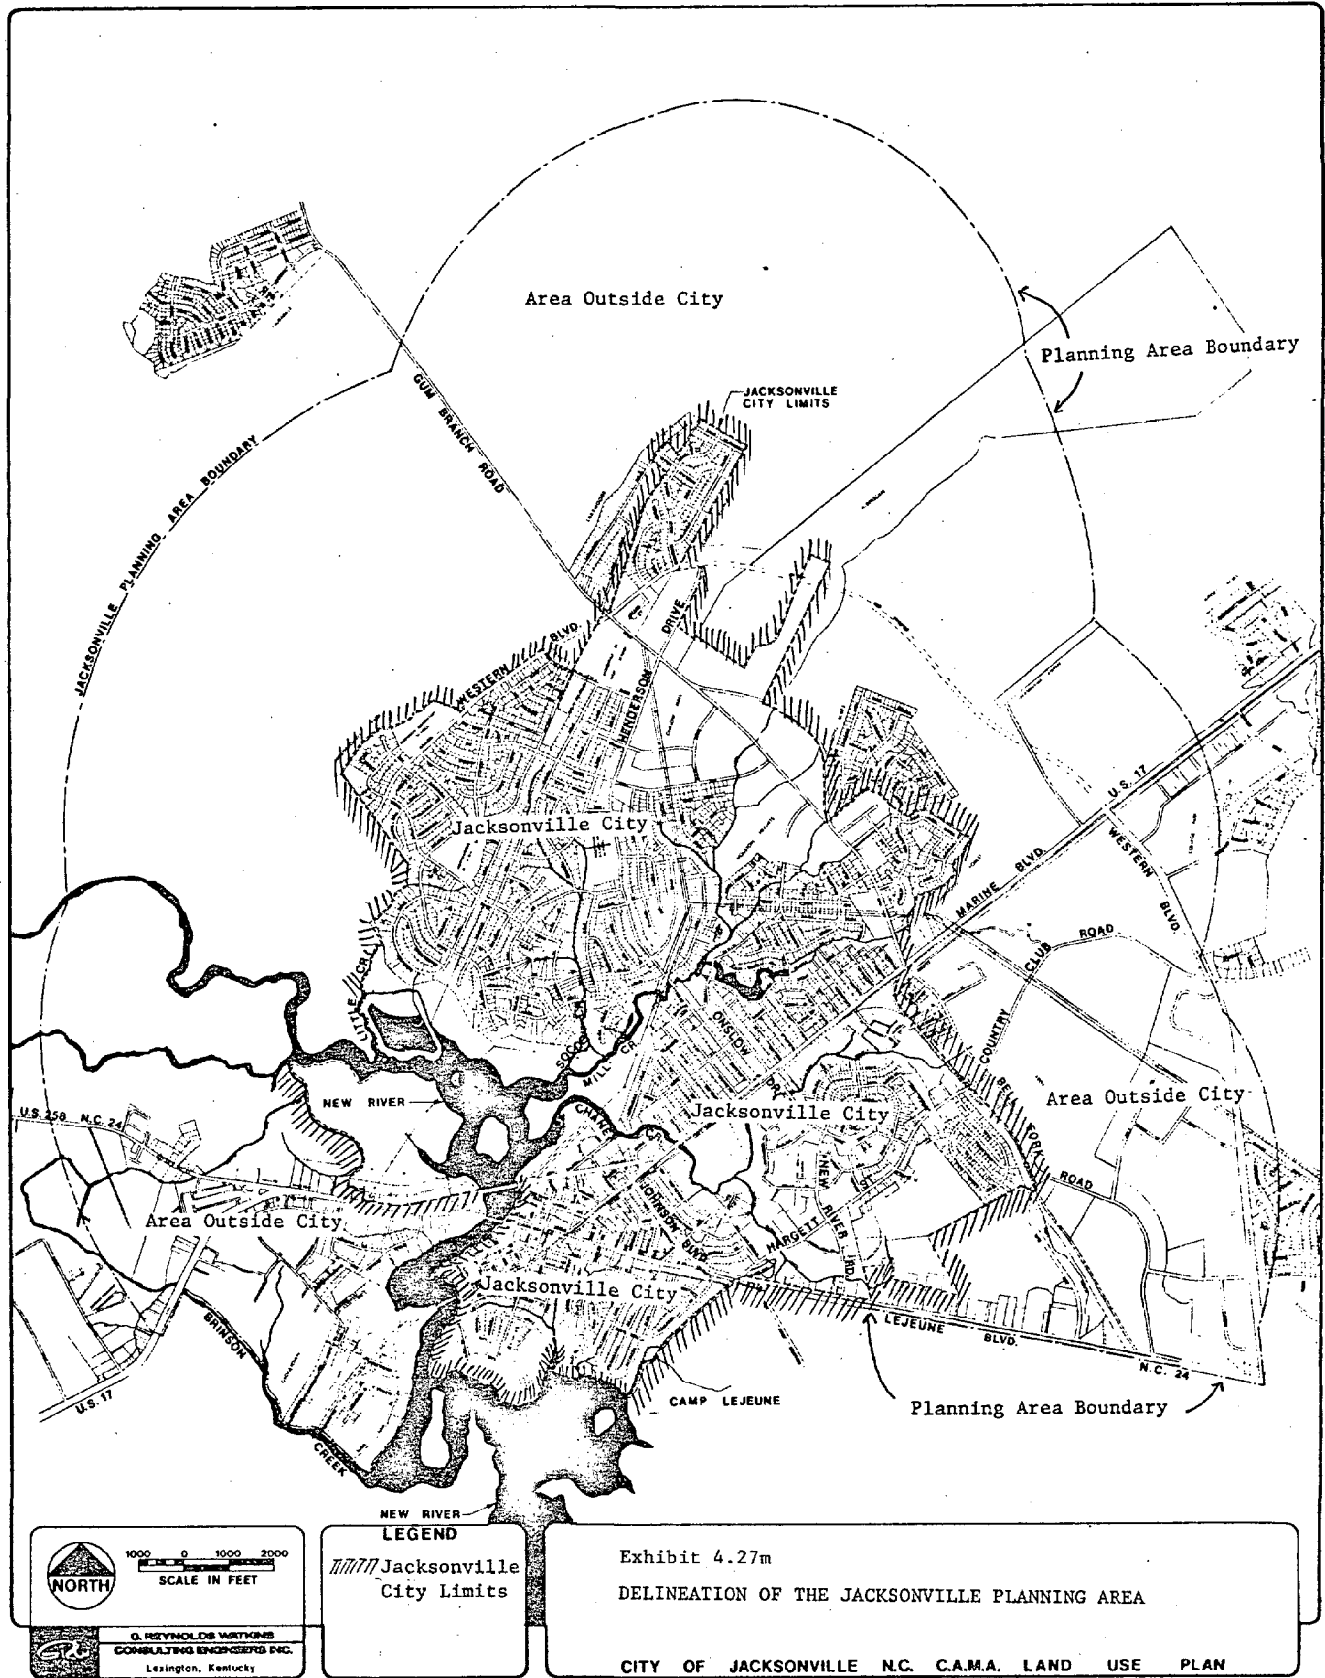 Area Outside City
Planning Area Boundary
JACKSONVILLE
CITY LIMITS
GUM BRANCH ROAD
JACKSONVILLE PLANNING AREA BOUNDARY
WESTERN BLVD.
HENDERSON DRIVE
Jacksonville City
U.S. 17
MARINE BLVD.
WESTERN BLVD.
COUNTRY CLUB ROAD
LITTLE
ONSLOW DR.
MILL CR.
NEW RIVER
Jacksonville City
BELL FORK ROAD
Area Outside City
U.S. 258 N.C. 24
Area Outside City
JOHNSON BLVD.
HARGETT
NEW RIVER
Jacksonville City
BRINSON CREEK
U.S. 17
LEJEUNE BLVD.
N.C. 24
CAMP LEJEUNE
Planning Area Boundary
NEW RIVER
NORTH
1000 0 1000 2000
SCALE IN FEET
LEGEND
Jacksonville
City Limits
Exhibit 4.27m
DELINEATION OF THE JACKSONVILLE PLANNING AREA
G. REYNOLDS WATKINS
CONSULTING ENGINEERS INC.
Lexington, Kentucky
CITY OF JACKSONVILLE N.C. C.A.M.A. LAND USE PLAN